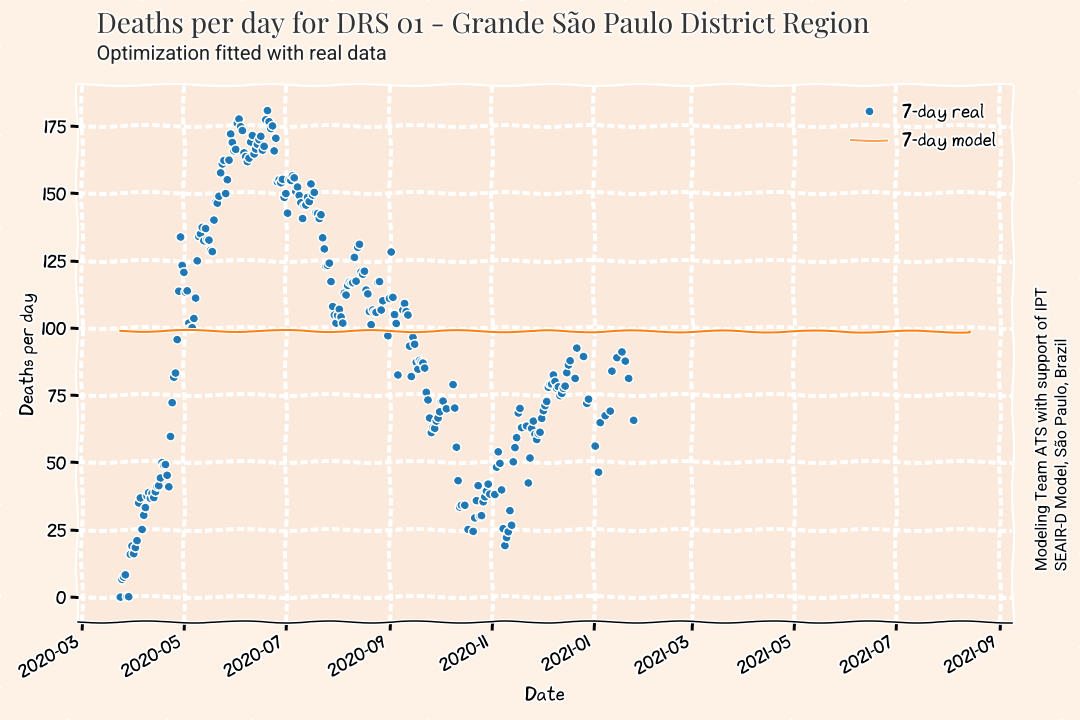 Deaths per day for DRS 01 - Grande São Paulo District Region
Optimization fitted with real data
7-day real
7-day model
175
150
125
100
75
50
25
0
Deaths per day
2020-03
2020-05
2020-07
2020-09
2020-11
2021-01
2021-03
2021-05
2021-07
2021-09
Date
Modeling Team ATS with support of IPT
SEAIR-D Model, São Paulo, Brazil